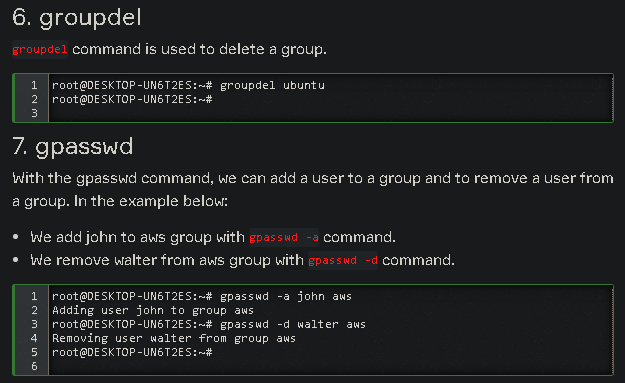 6. groupdel
groupdel command is used to delete a group.
1 root@DESKTOP-UN6T2ES:~# groupdel ubuntu
2 root@DESKTOP-UN6T2ES:~#
3
7. gpasswd
With the gpasswd command, we can add a user to a group and to remove a user from
a group. In the example below:
• We add john to aws group with gpasswd -a command.
• We remove walter from aws group with gpasswd -d command.
1 root@DESKTOP-UN6T2ES:~# gpasswd -a john aws
2 Adding user john to group aws
3 root@DESKTOP-UN6T2ES:~# gpasswd -d walter aws
4 Removing user walter from group aws
5 root@DESKTOP-UN6T2ES:~#
6